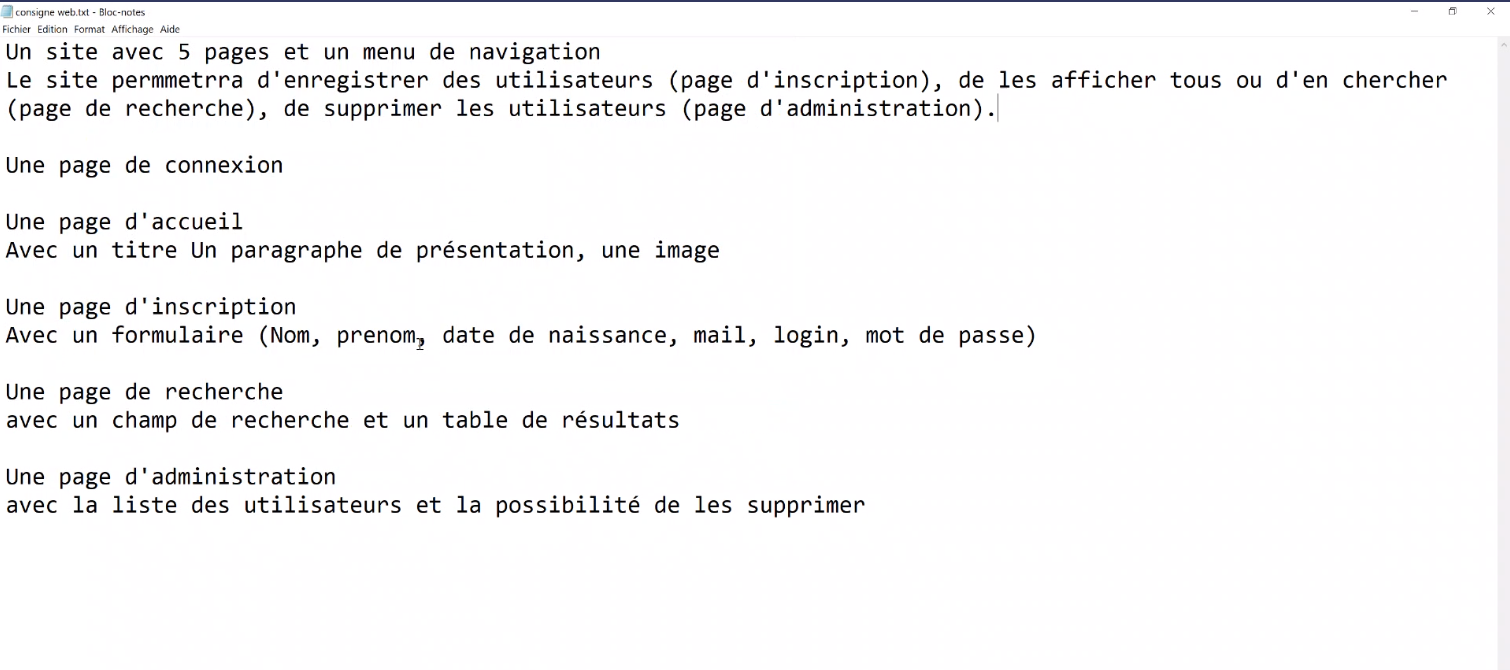 consigne web.txt - Bloc-notes
Fichier Edition Format Affichage Aide
Un site avec 5 pages et un menu de navigation
Le site permmetrra d'enregistrer des utilisateurs (page d'inscription), de les afficher tous ou d'en chercher
(page de recherche), de supprimer les utilisateurs (page d'administration).
Une page de connexion
Une page d'accueil
Avec un titre Un paragraphe de présentation, une image
Une page d'inscription
Avec un formulaire (Nom, prenom, date de naissance, mail, login, mot de passe)
Une page de recherche
avec un champ de recherche et un table de résultats
Une page d'administration
avec la liste des utilisateurs et la possibilité de les supprimer